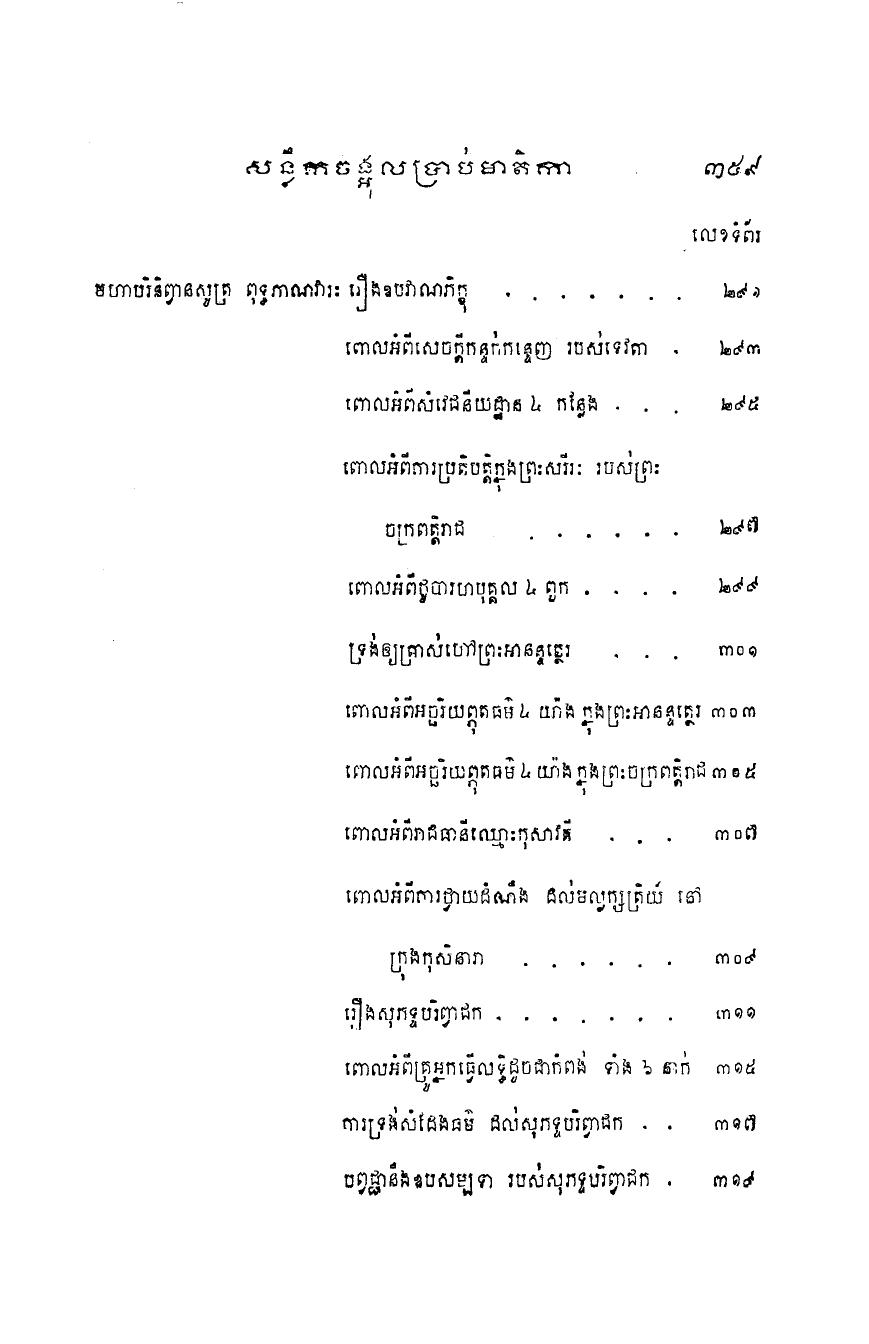 សន្លឹកចង្អុលប្រាប់មាតិកា ៣៥៩
លេខទំព័រ
មហាបរិនិព្វានសូត្រ ពុទ្ធភាណវារៈ រឿងឧបវាណភិក្ខុ . . . . . . . ២៩១
ពោលអំពីសេចក្តីកន្ទក់កន្ទេញ របស់ទេវតា . ២៩៣
ពោលអំពីសំវេជនីយដ្ឋាន ៤ កន្លែង . . . ២៩៥
ពោលអំពីការប្រតិបត្តិក្នុងព្រះសរីរៈ របស់ព្រះ
ចក្រពត្តិរាជ . . . . . . ២៩៧
ពោលអំពីថូបារហបុគ្គល ៤ ពួក . . . . ២៩៩
ទ្រង់ឲ្យត្រាស់ហៅព្រះអានន្ទត្ថេរ . . . ៣០១
ពោលអំពីអច្ឆរិយព្ភុតធម៌ ៤ យ៉ាង ក្នុងព្រះអានន្ទត្ថេរ ៣០៣
ពោលអំពីអច្ឆរិយព្ភុតធម៌ ៤ យ៉ាង ក្នុងព្រះចក្រពត្តិរាជ ៣០៥
ពោលអំពីរាជធានីឈ្មោះកុសាវតី . . . ៣០៧
ពោលអំពីការថ្វាយដំណឹង ដល់មល្លក្សត្រិយ៍ នៅ
ក្រុងកុសិនារា . . . . . . ៣០៩
រឿងសុភទ្ទបរិព្វាជក . . . . . . . ៣១១
ពោលអំពីគ្រូអ្នកធ្វើលទ្ធិដូចជាកំពង់ ទាំង ៦ នាក់ ៣១៥
ការទ្រង់សំដែងធម៌ ដល់សុភទ្ទបរិព្វាជក . . ៣១៧
បព្វជ្ជានឹងឧបសម្បទា របស់សុភទ្ទបរិព្វាជក . ៣១៩